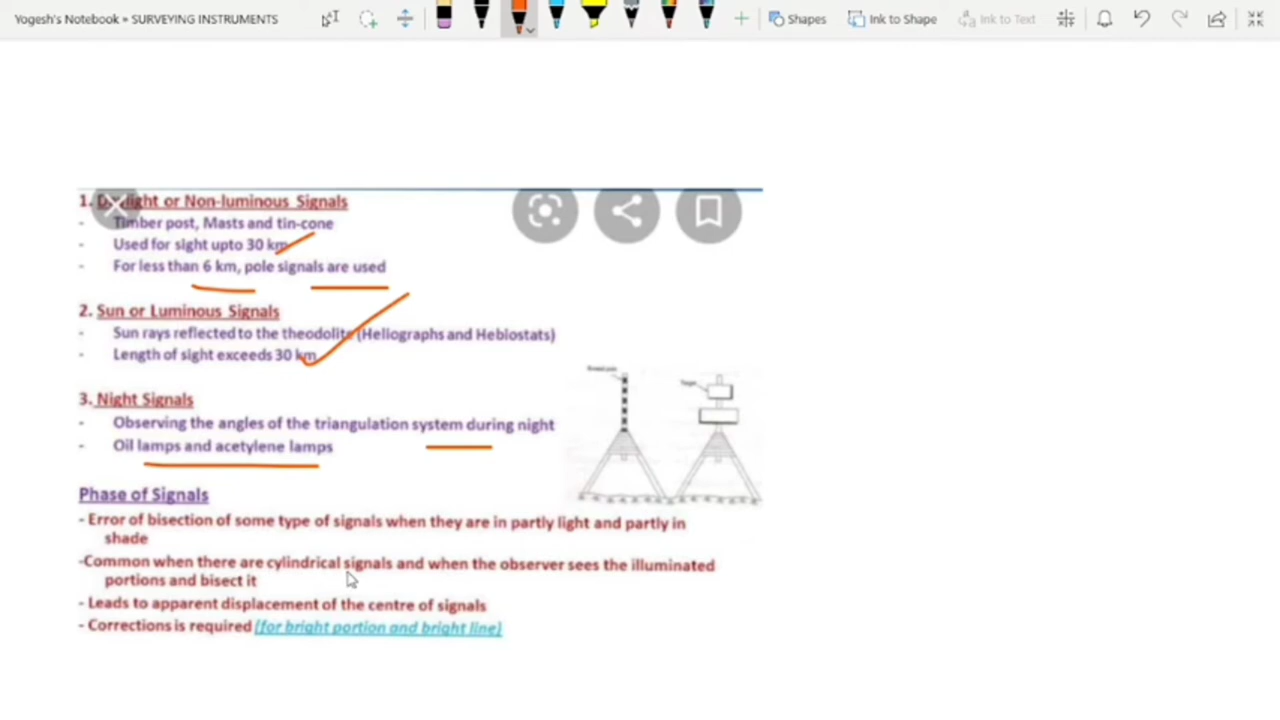 Yogesh's Notebook » SURVEYING INSTRUMENTS
Shapes
Ink to Shape
Ink to Text
1. Daylight or Non-luminous Signals
- Timber post, Masts and tin-cone
- Used for sight upto 30 km
- For less than 6 km, pole signals are used
2. Sun or Luminous Signals
- Sun rays reflected to the theodolite (Heliographs and Heblostats)
- Length of sight exceeds 30 km
3. Night Signals
- Observing the angles of the triangulation system during night
- Oil lamps and acetylene lamps
Target
Phase of Signals
- Error of bisection of some type of signals when they are in partly light and partly in
shade
-Common when there are cylindrical signals and when the observer sees the illuminated
portions and bisect it
- Leads to apparent displacement of the centre of signals
- Corrections is required (for bright portion and bright line)